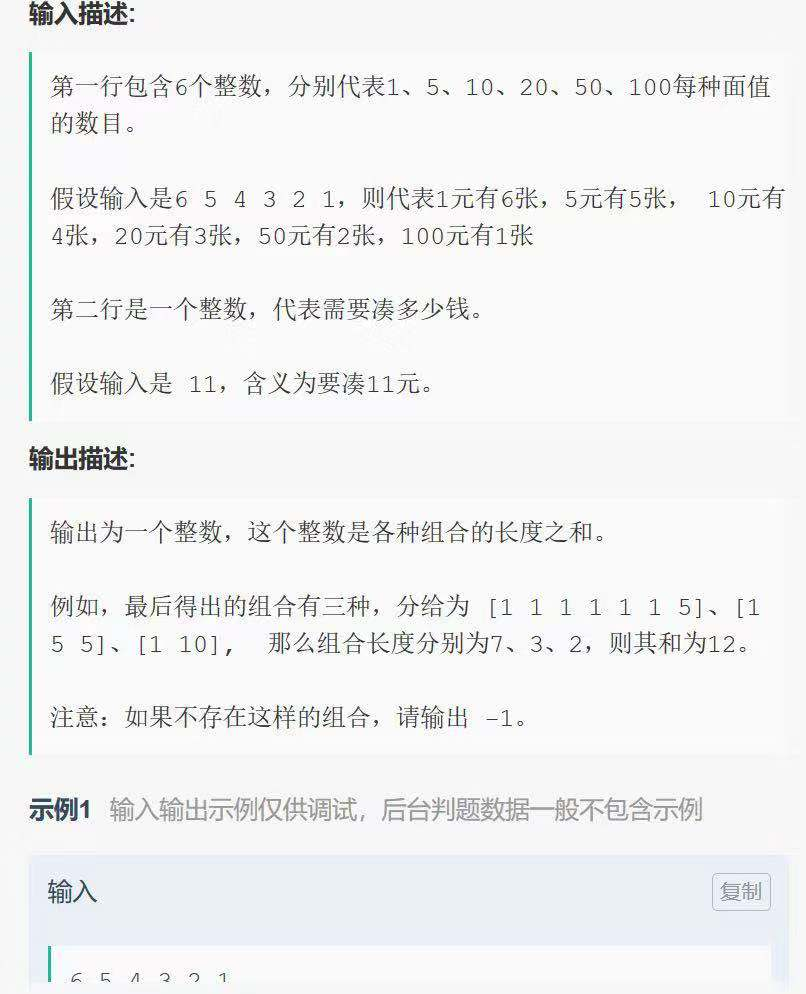 输入描述:
第一行包含6个整数，分别代表1、5、10、20、50、100每种面值
的数目。
假设输入是6 5 4 3 2 1，则代表1元有6张，5元有5张， 10元有
4张，20元有3张，50元有2张，100元有1张
第二行是一个整数，代表需要凑多少钱。
假设输入是 11，含义为要凑11元。
输出描述:
输出为一个整数，这个整数是各种组合的长度之和。
例如，最后得出的组合有三种，分给为 [1 1 1 1 1 1 5]、[1
5 5]、[1 10], 那么组合长度分别为7、3、2，则其和为12。
注意：如果不存在这样的组合，请输出 -1。
示例1 输入输出示例仅供调试，后台判题数据一般不包含示例
输入
复制
6 5 4 3 2 1